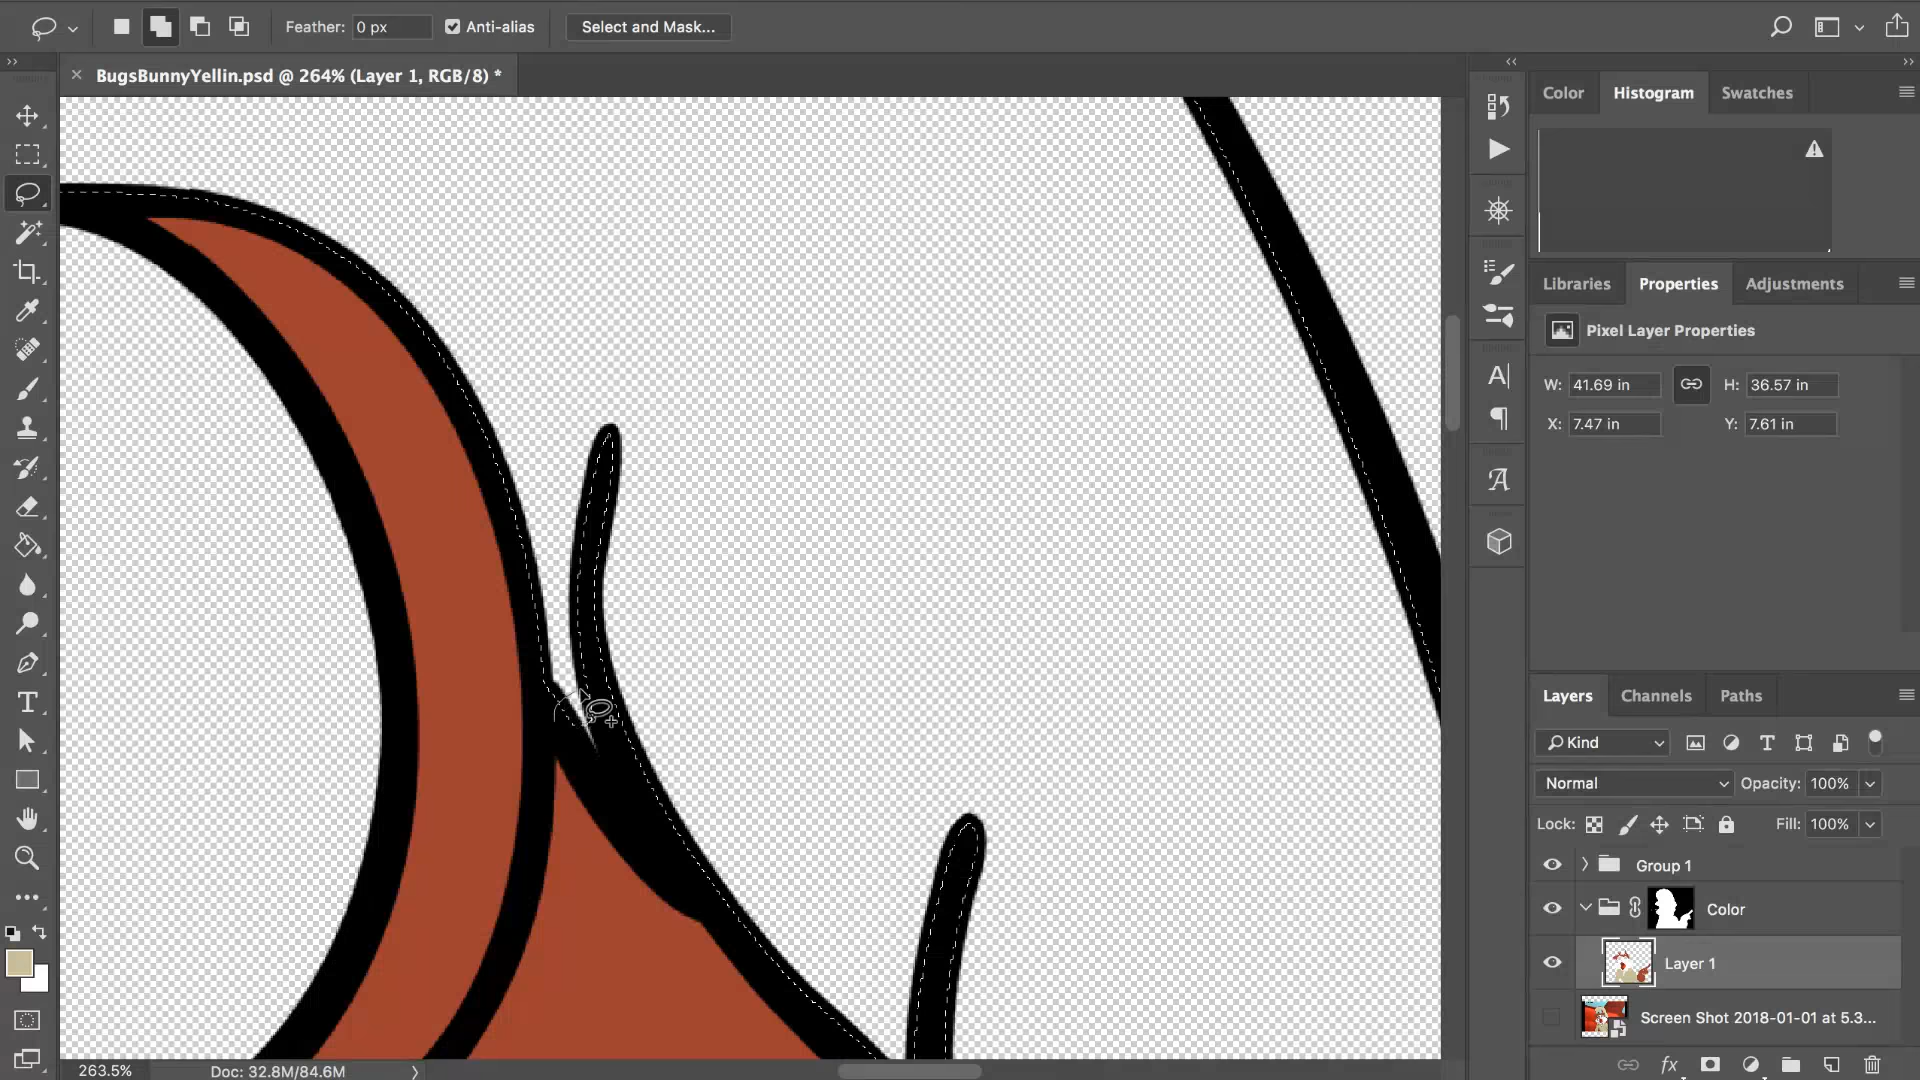 Feather: 0 px Anti-alias Select and Mask...
BugsBunnyYellin.psd @ 264% (Layer 1, RGB/8) *
Color Histogram Swatches
Libraries Properties Adjustments
Pixel Layer Properties
W: 41.69 in H: 36.57 in
X: 7.47 in Y: 7.61 in
Layers Channels Paths
Kind
Normal Opacity: 100%
Lock: Fill: 100%
Group 1
Color
Layer 1
Screen Shot 2018-01-01 at 5.3...
263.5% Doc: 32.8M/84.6M